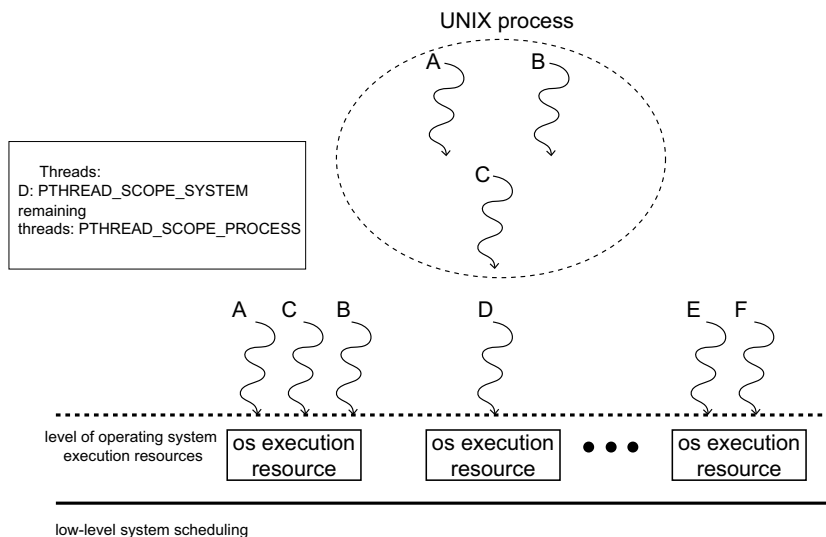 UNIX process
A B
C
Threads:
D: PTHREAD_SCOPE_SYSTEM
remaining
threads: PTHREAD_SCOPE_PROCESS
A C B D E F
level of operating system
execution resources
os execution
resource
os execution
resource
os execution
resource
low-level system scheduling